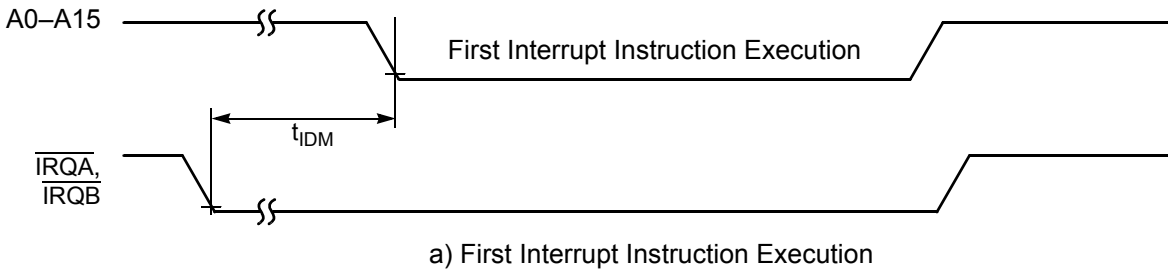 A0–A15
First Interrupt Instruction Execution
tIDM
IRQA,
IRQB
a) First Interrupt Instruction Execution